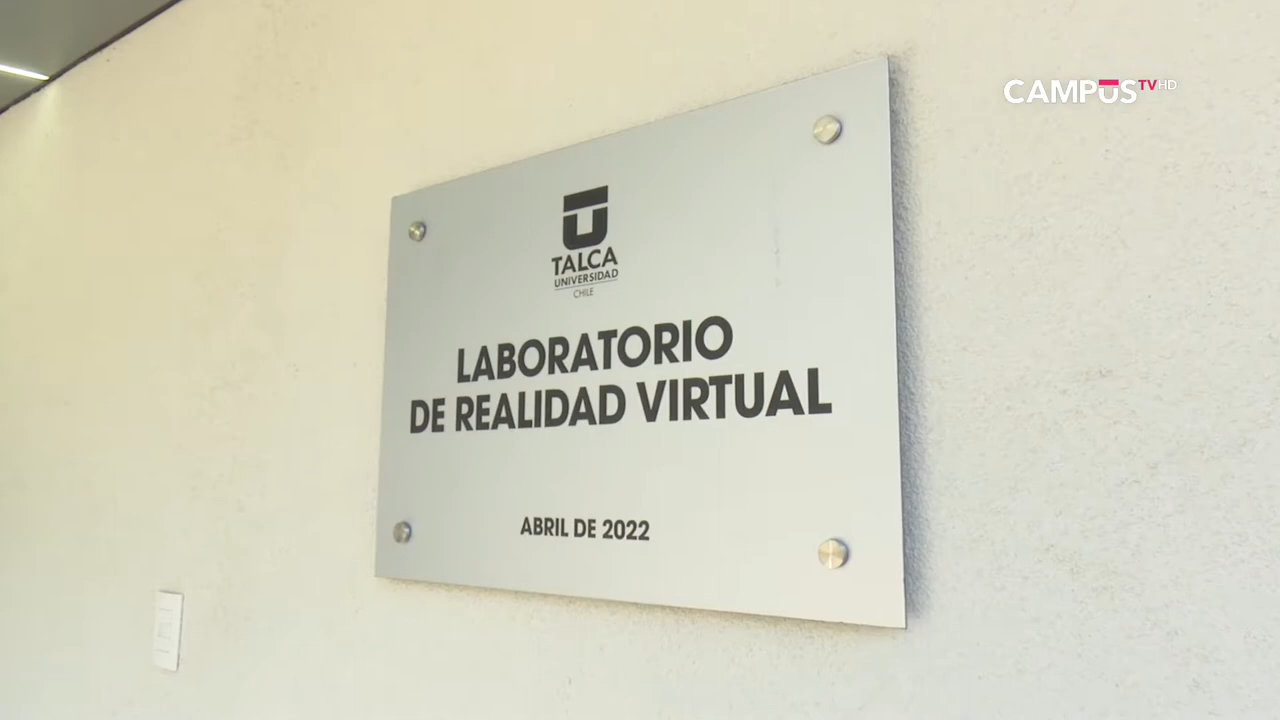 CAMPUS TV HD
TALCA
UNIVERSIDAD
CHILE
LABORATORIO
DE REALIDAD VIRTUAL
ABRIL DE 2022